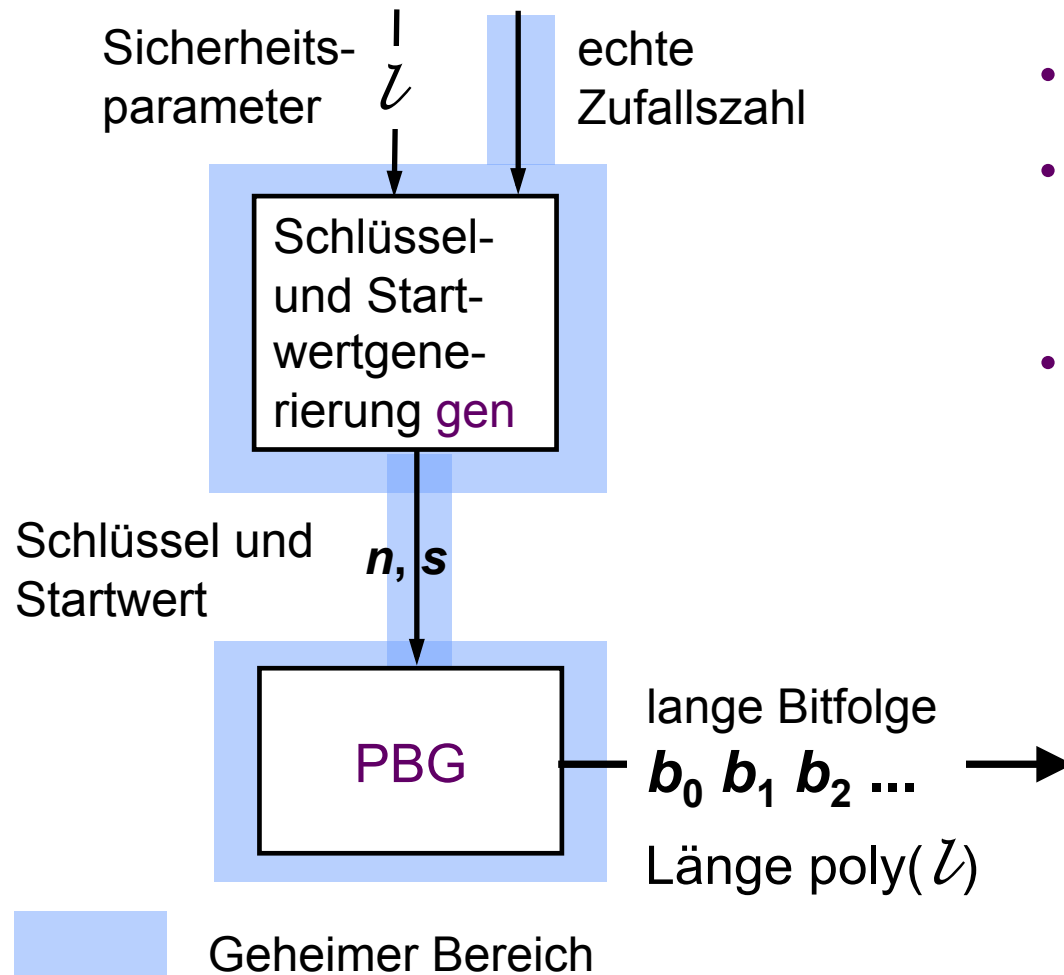 Sicherheits-
parameter
l
echte
Zufallszahl
•
•
•
Schlüssel-
und Start-
wertgene-
rierung gen
Schlüssel und
Startwert
n, s
PBG
lange Bitfolge
b₀ b₁ b₂ ...
Länge poly(l)
Geheimer Bereich